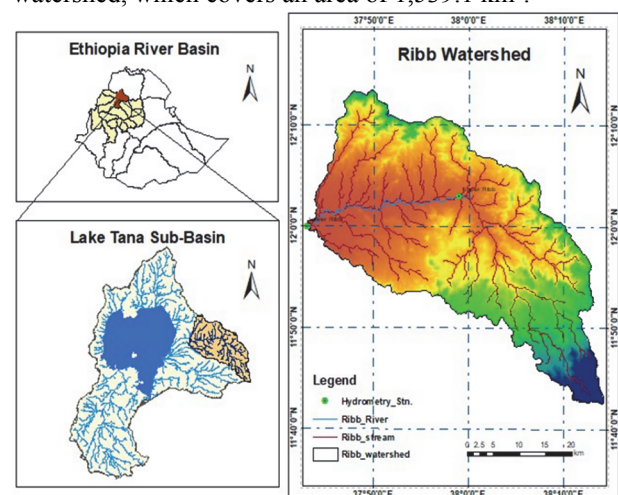 watershed, which covers an area of 1,339.1 km².
Ethiopia River Basin
N
Lake Tana Sub-Basin
N
37°50'0"E 38°0'0"E 38°10'0"E
Ribb Watershed
N
12°10'0"N
12°10'0"N
12°0'0"N
12°0'0"N
11°50'0"N
11°50'0"N
11°40'0"N
11°40'0"N
Legend
Hydrometry_Stn.
Ribb_River
Ribb_stream
Ribb_watershed
0 2.5 5 10 15 20
km
37°50'0"E 38°0'0"E 38°10'0"E